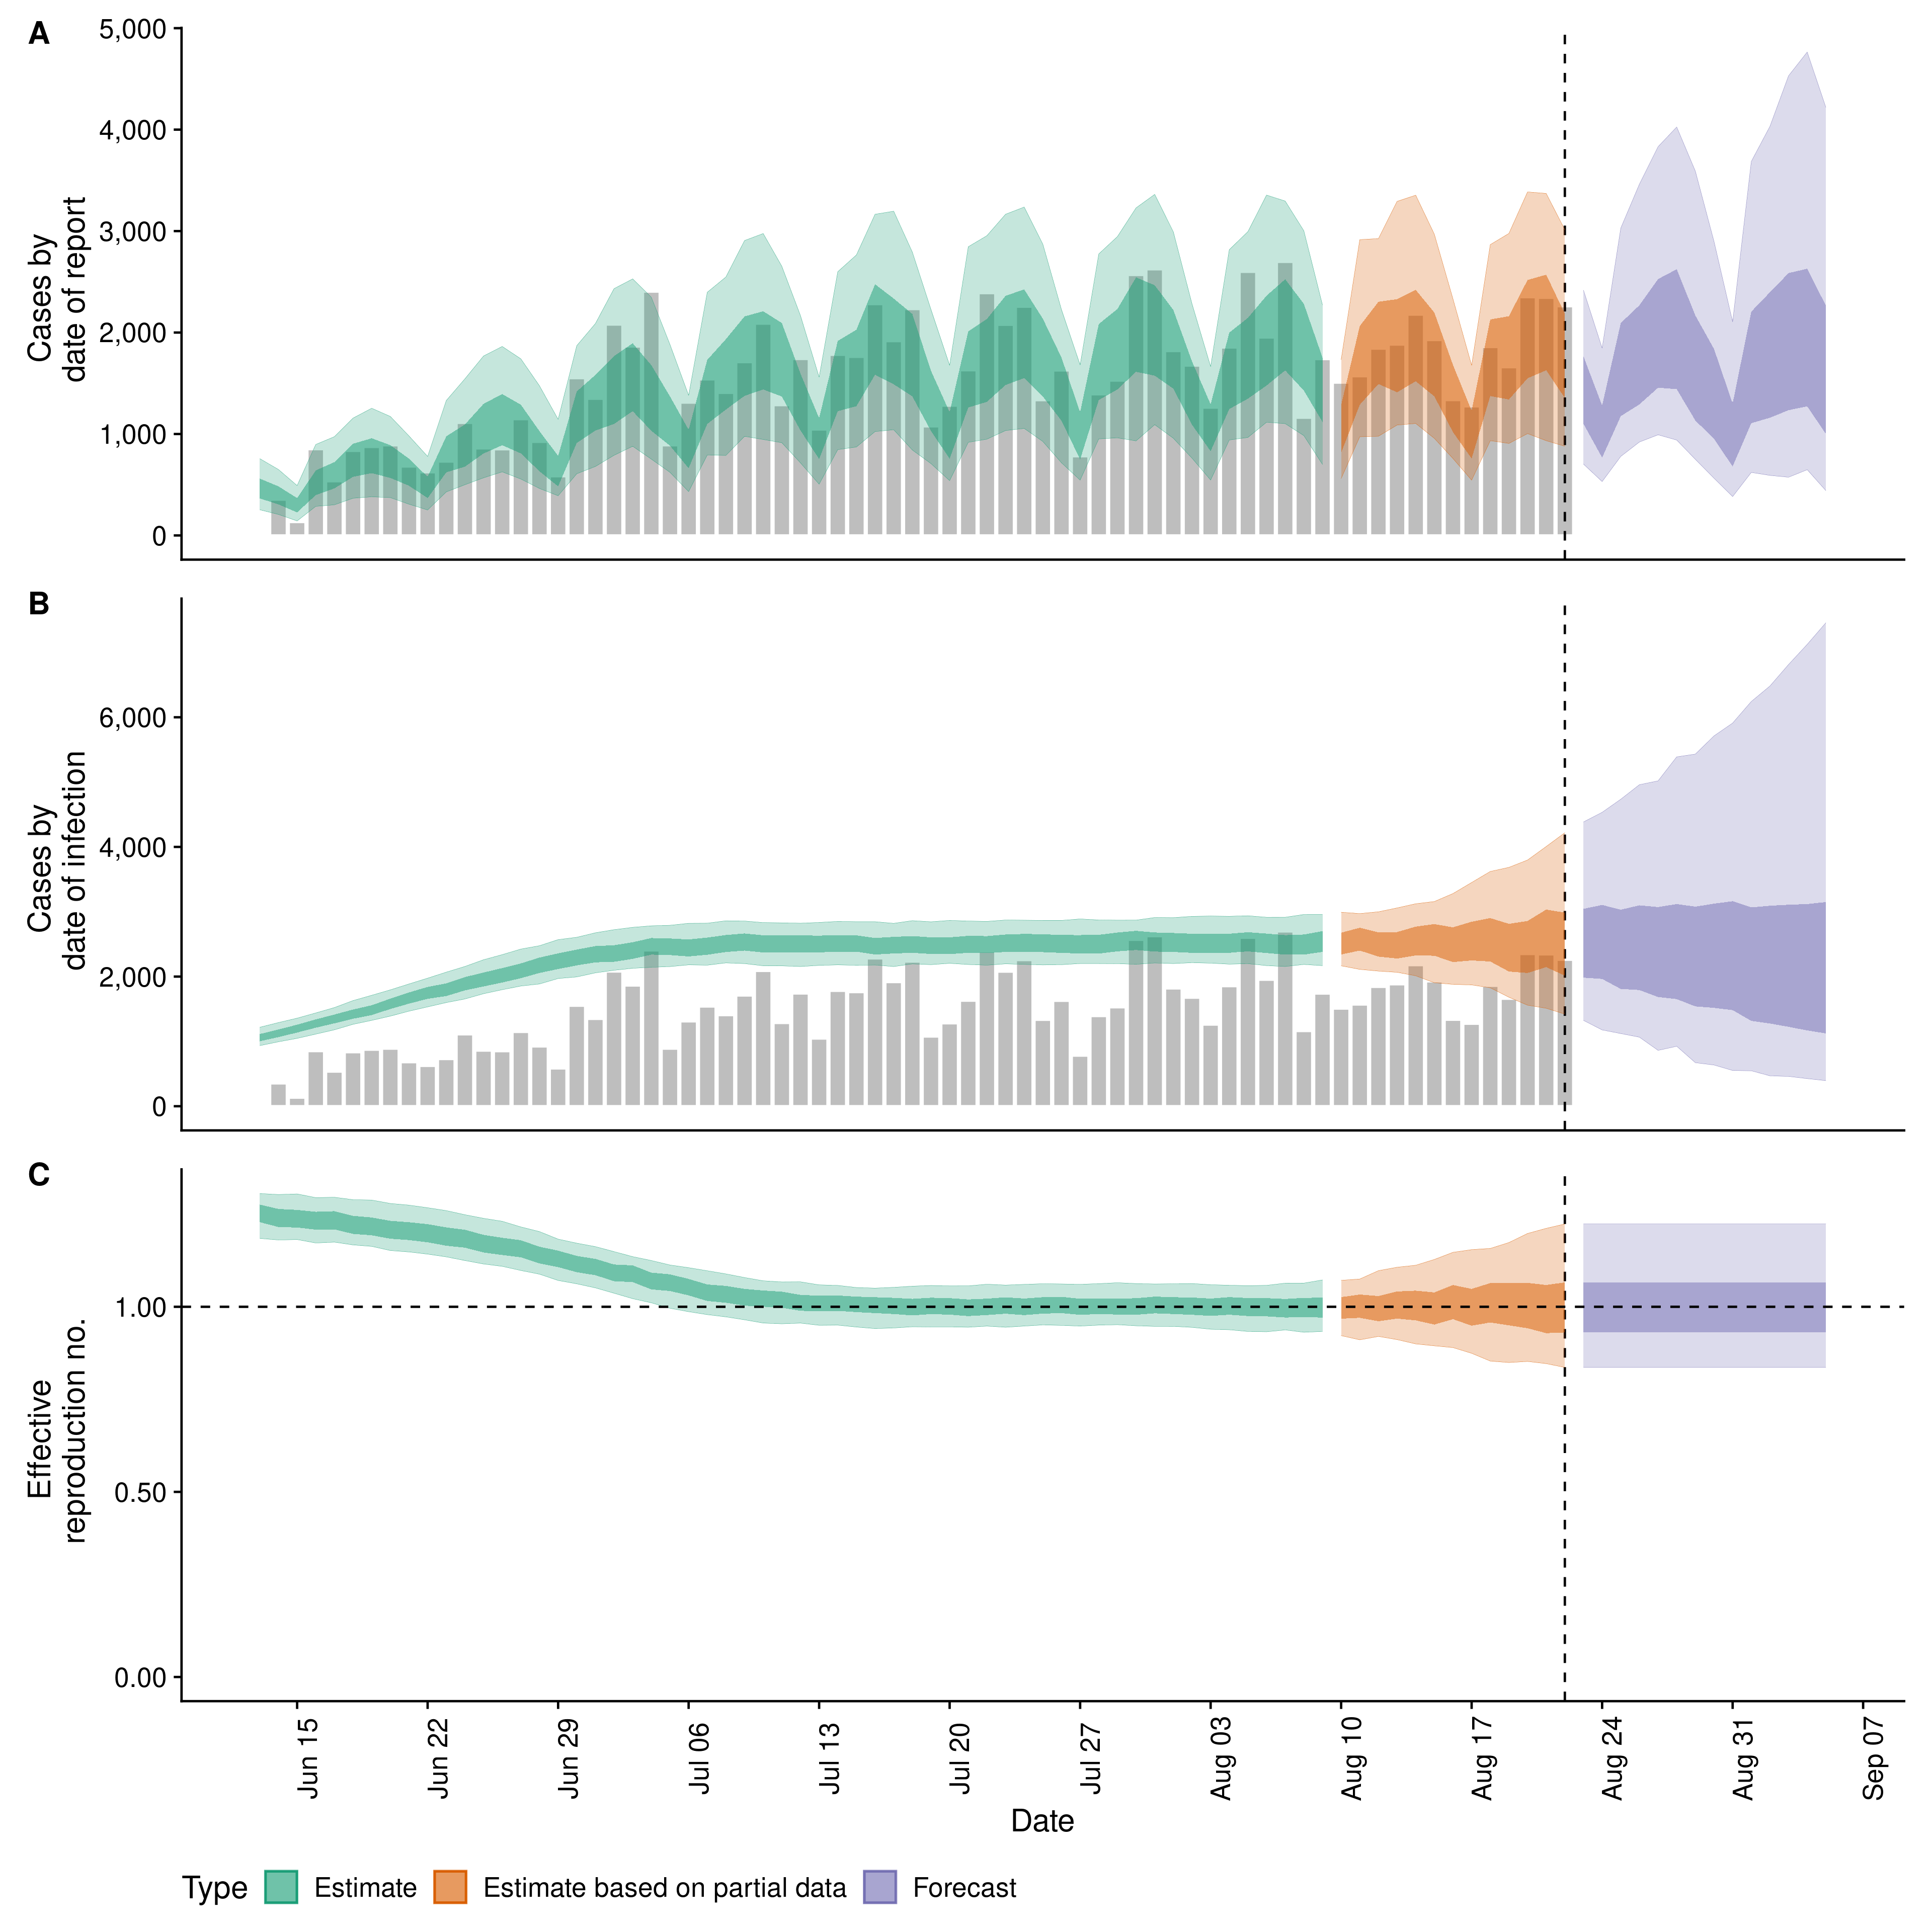 A
5,000
4,000
3,000
2,000
1,000
0
Cases by
date of report
B
6,000
4,000
2,000
0
Cases by
date of infection
C
1.00
0.50
0.00
Effective
reproduction no.
Jun 15
Jun 22
Jun 29
Jul 06
Jul 13
Jul 20
Jul 27
Aug 03
Aug 10
Aug 17
Aug 24
Aug 31
Sep 07
Date
Type Estimate Estimate based on partial data Forecast